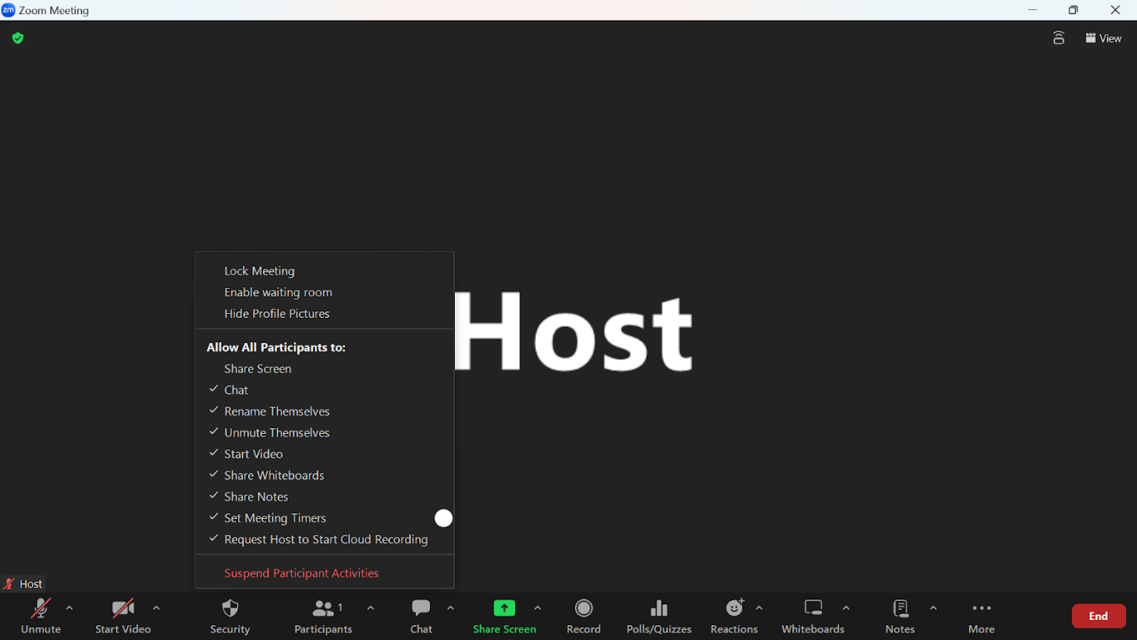 zm Zoom Meeting
View
Lock Meeting
Enable waiting room
Hide Profile Pictures
Host
Allow All Participants to:
Share Screen
Chat
Rename Themselves
Unmute Themselves
Start Video
Share Whiteboards
Share Notes
Set Meeting Timers
Request Host to Start Cloud Recording
Suspend Participant Activities
Host
1
Unmute Start Video Security Participants Chat Share Screen Record Polls/Quizzes Reactions Whiteboards Notes More End